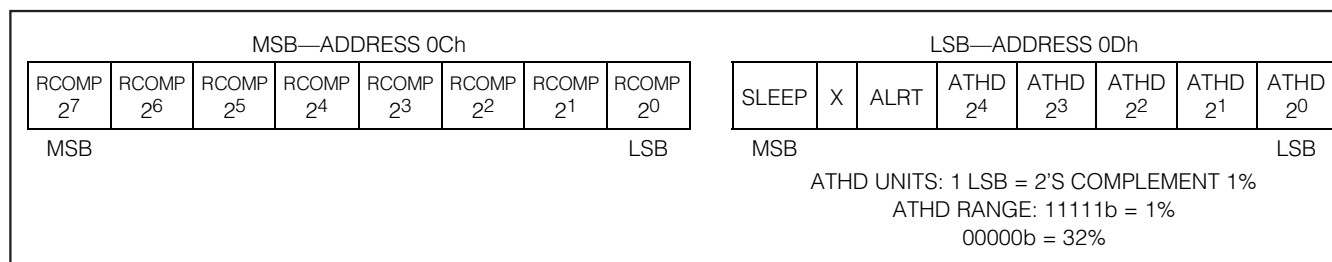 MSB—ADDRESS 0Ch
RCOMP 2⁷ RCOMP 2⁶ RCOMP 2⁵ RCOMP 2⁴ RCOMP 2³ RCOMP 2² RCOMP 2¹ RCOMP 2⁰
MSB LSB
LSB—ADDRESS 0Dh
SLEEP X ALRT ATHD 2⁴ ATHD 2³ ATHD 2² ATHD 2¹ ATHD 2⁰
MSB LSB
ATHD UNITS: 1 LSB = 2'S COMPLEMENT 1%
ATHD RANGE: 11111b = 1%
00000b = 32%